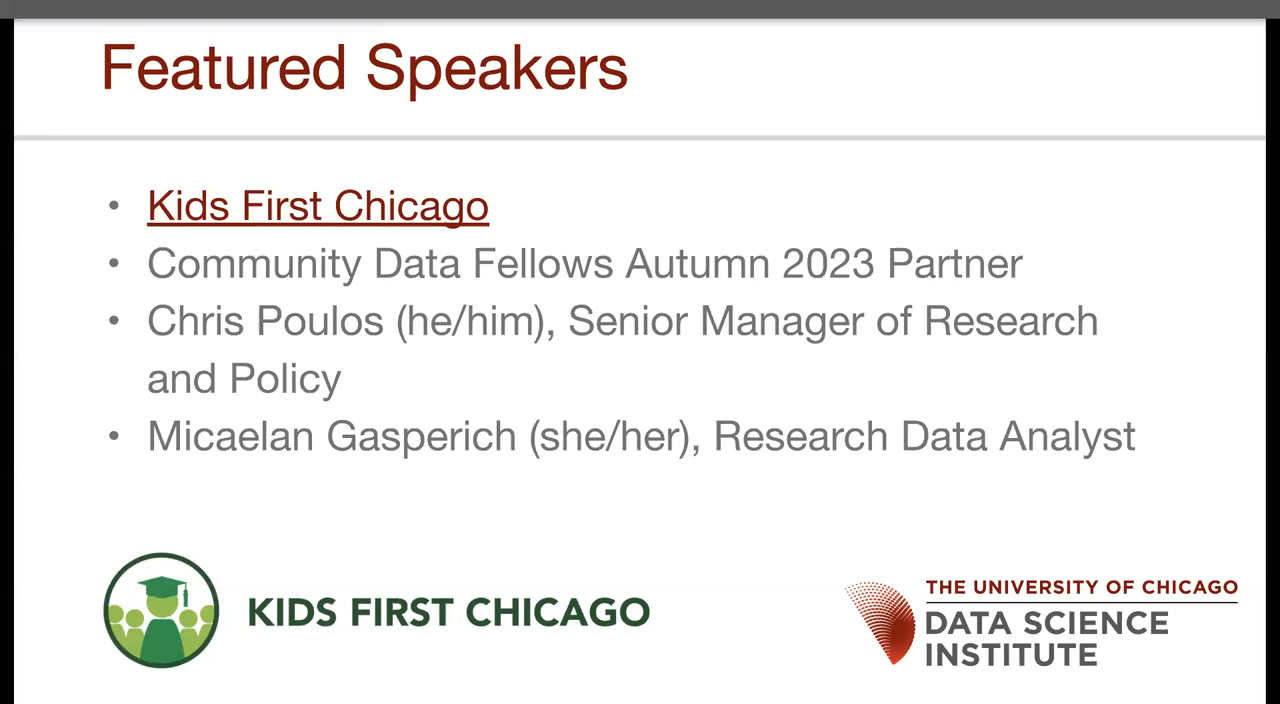 Featured Speakers
• Kids First Chicago
• Community Data Fellows Autumn 2023 Partner
• Chris Poulos (he/him), Senior Manager of Research
and Policy
• Micaelan Gasperich (she/her), Research Data Analyst
KIDS FIRST CHICAGO
THE UNIVERSITY OF CHICAGO
DATA SCIENCE
INSTITUTE